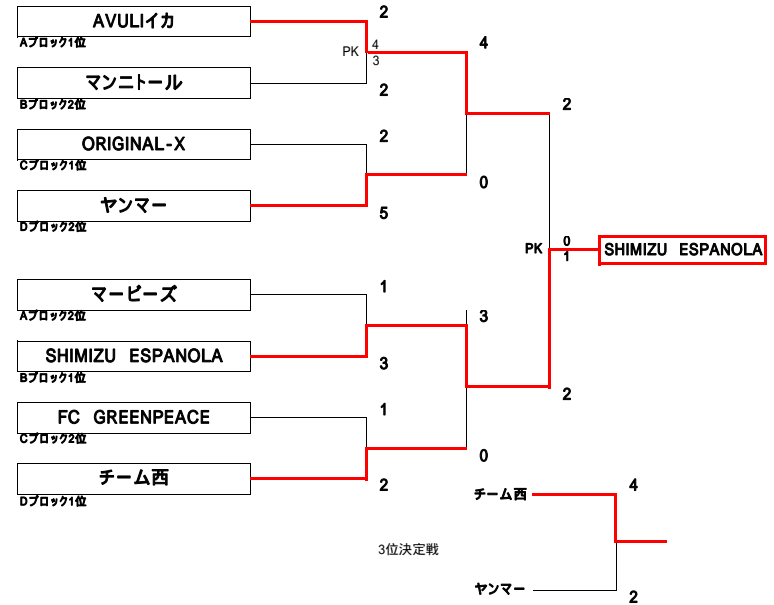 AVULIイカ
Aブロック1位
2
PK 4
3
4
マンニトール
Bブロック2位
2
2
ORIGINAL-X
Cブロック1位
2
0
ヤンマー
Dブロック2位
5
PK 0
1
SHIMIZU ESPANOLA
マービーズ
Aブロック2位
1
3
SHIMIZU ESPANOLA
Bブロック1位
3
2
FC GREENPEACE
Cブロック2位
1
0
チーム西
Dブロック1位
2
チーム西
4
3位決定戦
ヤンマー
2